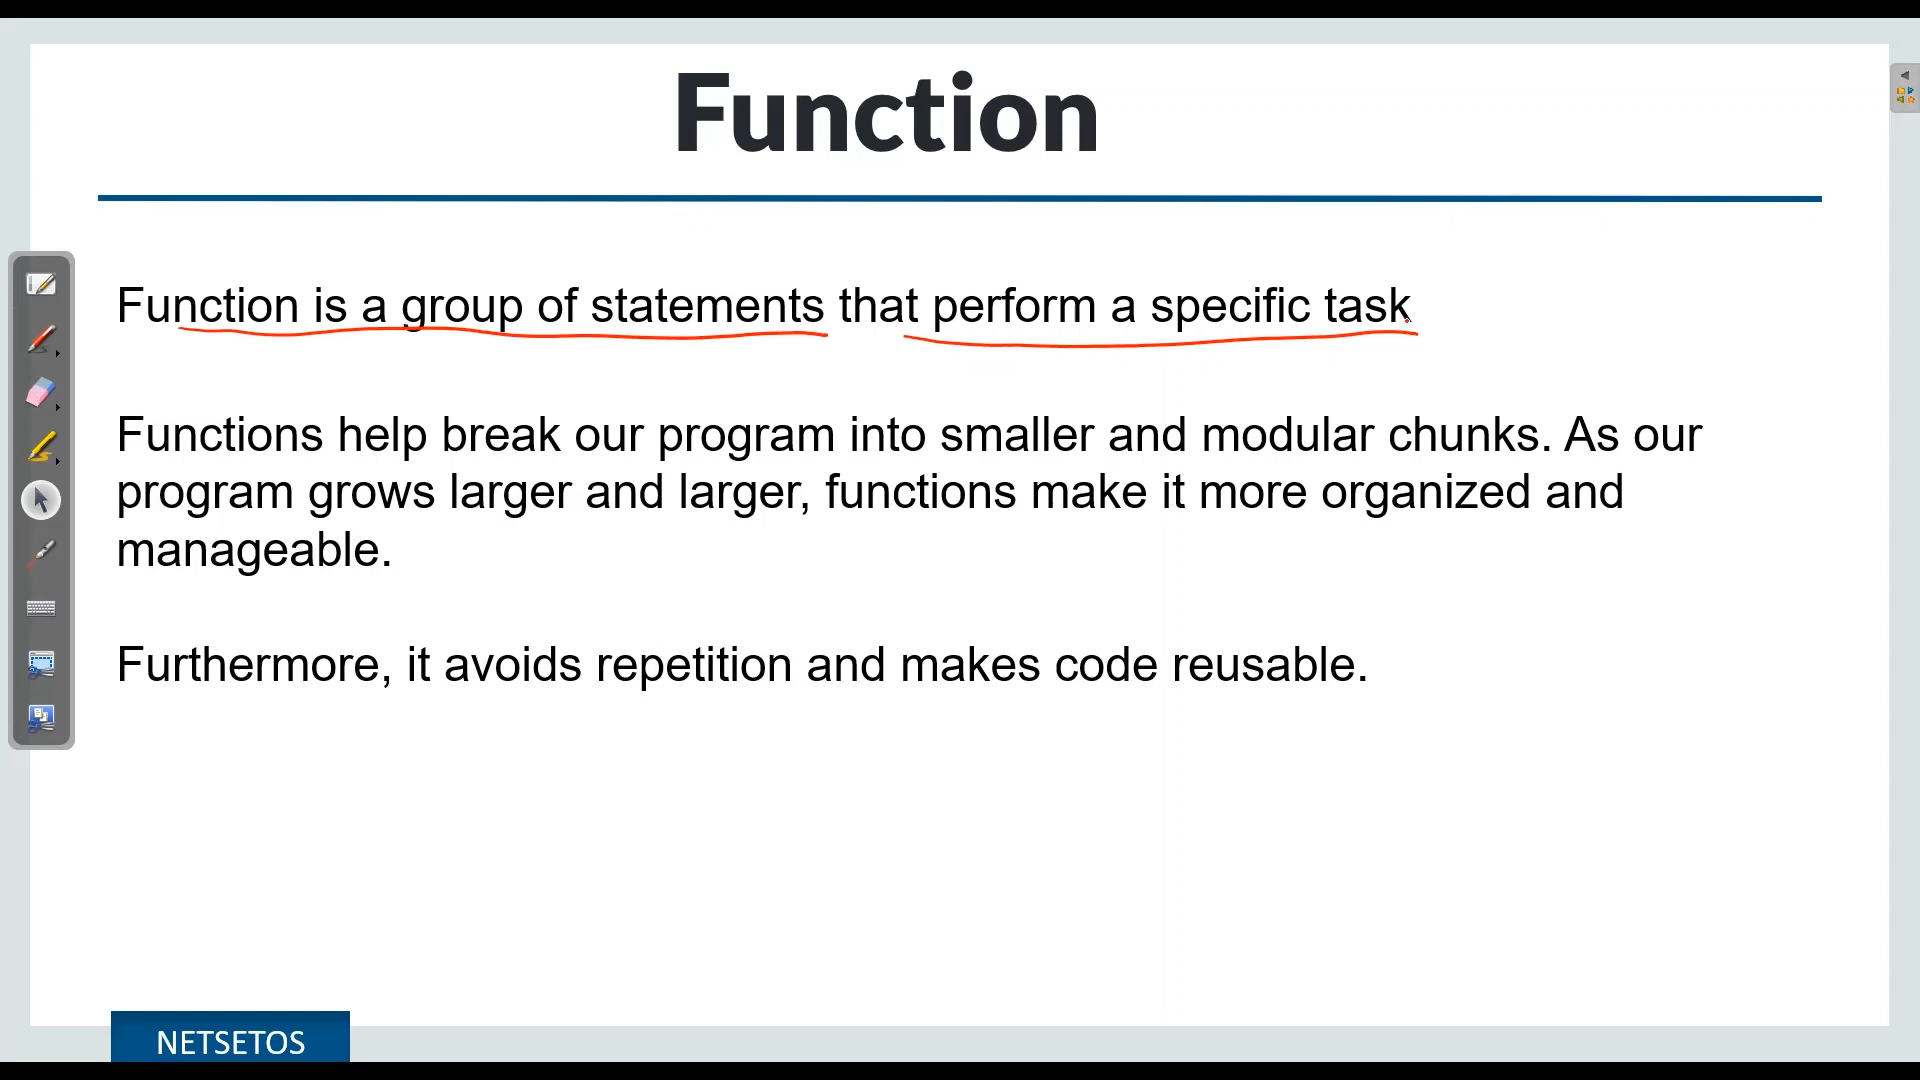 Function
Function is a group of statements that perform a specific task
Functions help break our program into smaller and modular chunks. As our
program grows larger and larger, functions make it more organized and
manageable.
Furthermore, it avoids repetition and makes code reusable.
NETSETOS